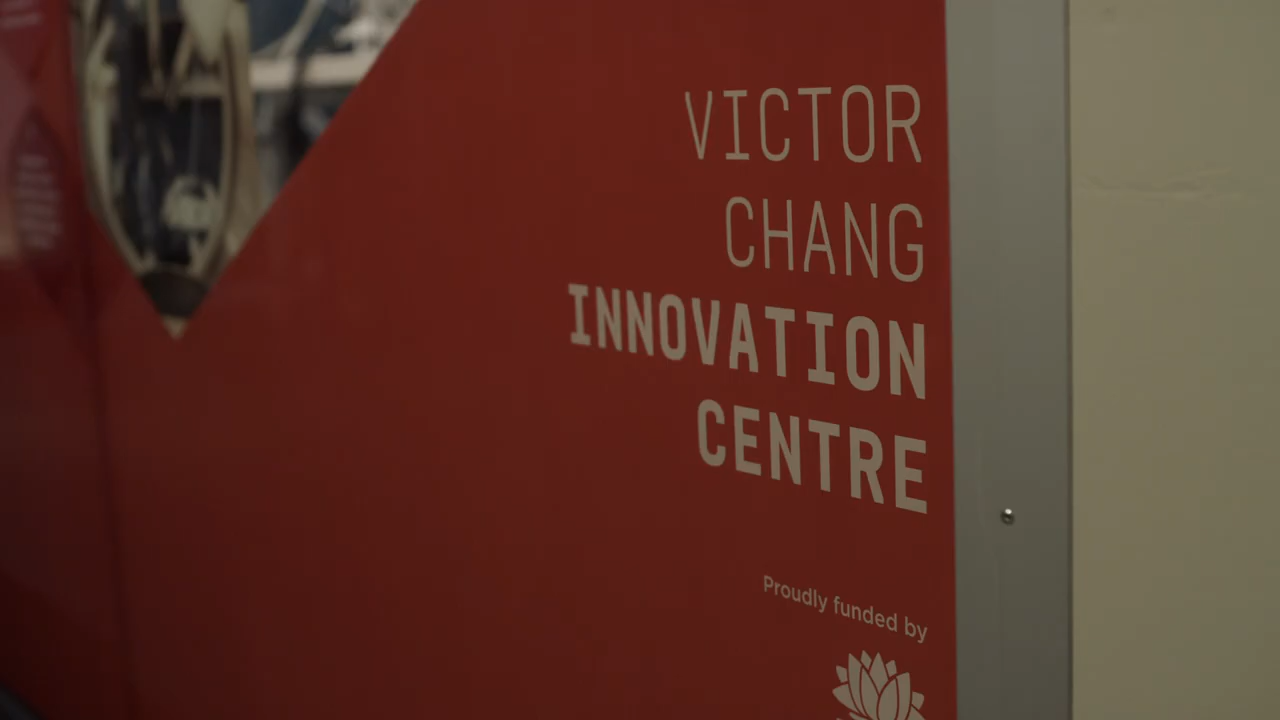 VICTOR
CHANG
INNOVATION
CENTRE
Proudly funded by